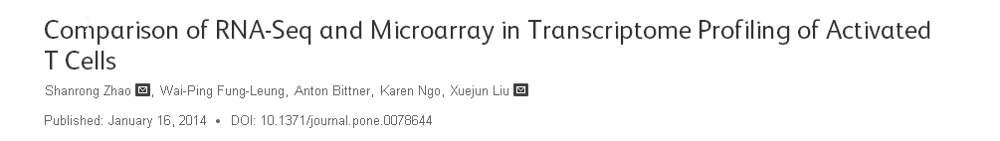 Comparison of RNA-Seq and Microarray in Transcriptome Profiling of Activated
T Cells
Shanrong Zhao, Wai-Ping Fung-Leung, Anton Bittner, Karen Ngo, Xuejun Liu
Published: January 16, 2014 • DOI: 10.1371/journal.pone.0078644